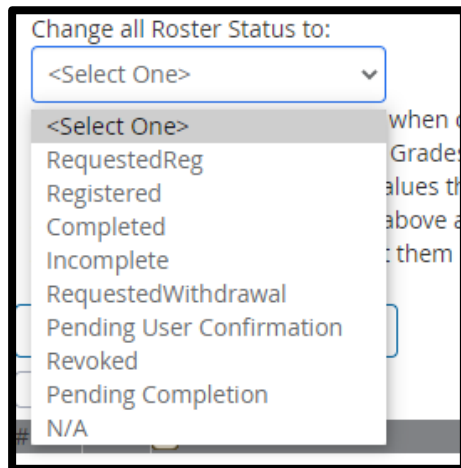 Change all Roster Status to:
<Select One>
<Select One>
when
RequestedReg
Grades
Registered
alues th
Completed
above a
Incomplete
them
RequestedWithdrawal
Pending User Confirmation
Revoked
Pending Completion
N/A
#